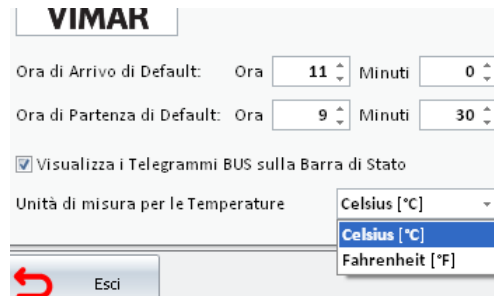 VIMAR
Ora di Arrivo di Default: Ora 11 Minuti 0
Ora di Partenza di Default: Ora 9 Minuti 30
Visualizza i Telegrammi BUS sulla Barra di Stato
Unità di misura per le Temperature Celsius [°C]
Celsius [°C]
Fahrenheit [°F]
Esci